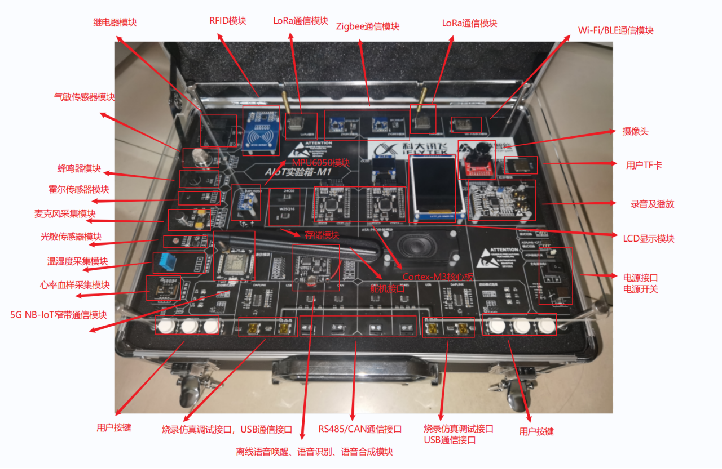 继电器模块
RFID模块
LoRa通信模块
Zigbee通信模块
LoRa通信模块
Wi-Fi/BLE通信模块
气敏传感器模块
摄像头
蜂鸣器模块
用户TF卡
霍尔传感器模块
麦克风采集模块
录音及播放
光敏传感器模块
LCD显示模块
温湿度采集模块
心率血样采集模块
电源接口
电源开关
5G NB-IoT窄带通信模块
ATTENTION
科大讯飞
MPU6050模块
AIoT实验箱-M1
存储模块
ATTENTION
ATTENTION
用户按键
烧录仿真调试接口，USB通信接口
RS485/CAN通信接口
烧录仿真调试接口
USB通信接口
用户按键
离线语音唤醒、语音识别、语音合成模块